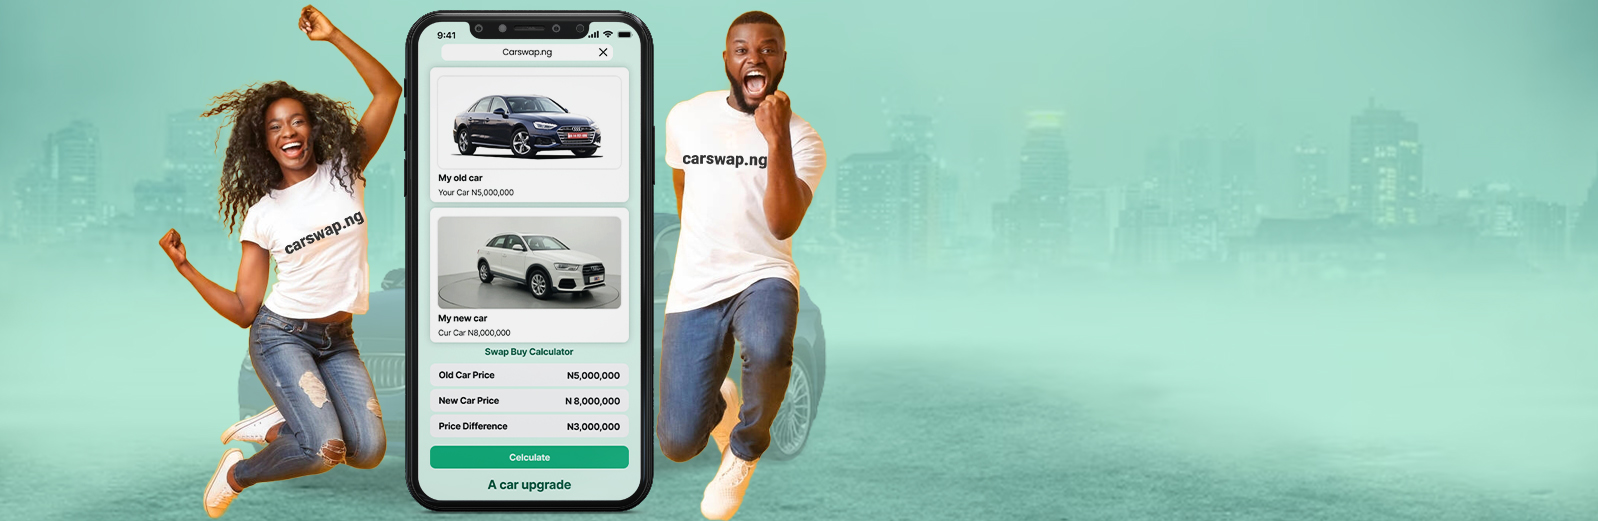 9:41
Carswap.ng
My old car
Your Car N5,000,000
My new car
Cur Car N8,000,000
Swap Buy Calculator
Old Car Price N5,000,000
New Car Price N 8,000,000
Price Difference N3,000,000
Celculate
A car upgrade
carswap.ng
carswap.ng